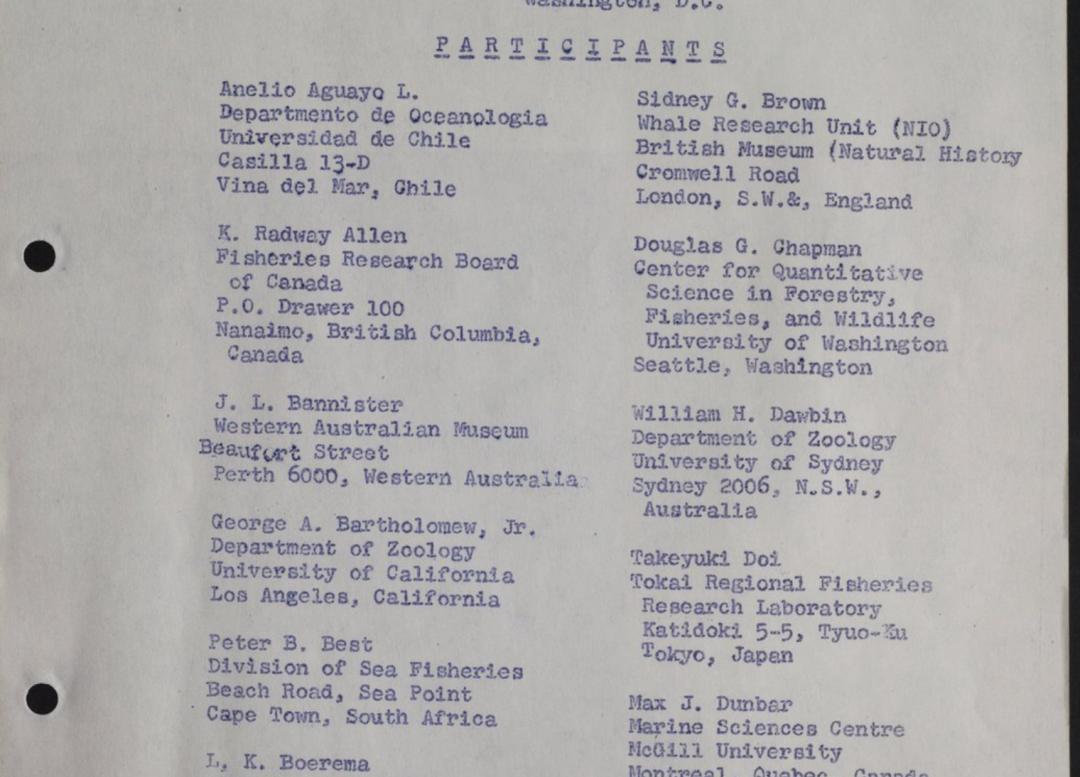 Washington, D.C.
PARTICIPANTS
Anelio Aguayo L.
Departmento de Oceanologia
Universidad de Chile
Casilla 13-D
Vina del Mar, Chile
K. Radway Allen
Fisheries Research Board
of Canada
P.O. Drawer 100
Nanaimo, British Columbia,
Canada
J. L. Bannister
Western Australian Museum
Beaufort Street
Perth 6000, Western Australia
George A. Bartholomew, Jr.
Department of Zoology
University of California
Los Angeles, California
Peter B. Best
Division of Sea Fisheries
Beach Road, Sea Point
Cape Town, South Africa
L. K. Boerema
Sidney G. Brown
Whale Research Unit (NIO)
British Museum (Natural History
Cromwell Road
London, S.W.&, England
Douglas G. Chapman
Center for Quantitative
Science in Forestry,
Fisheries, and Wildlife
University of Washington
Seattle, Washington
William H. Dawbin
Department of Zoology
University of Sydney
Sydney 2006, N.S.W.,
Australia
Takeyuki Doi
Tokai Regional Fisheries
Research Laboratory
Katidoki 5-5, Tyuo-Ku
Tokyo, Japan
Max J. Dunbar
Marine Sciences Centre
McGill University
Montreal, Quebec, Canada